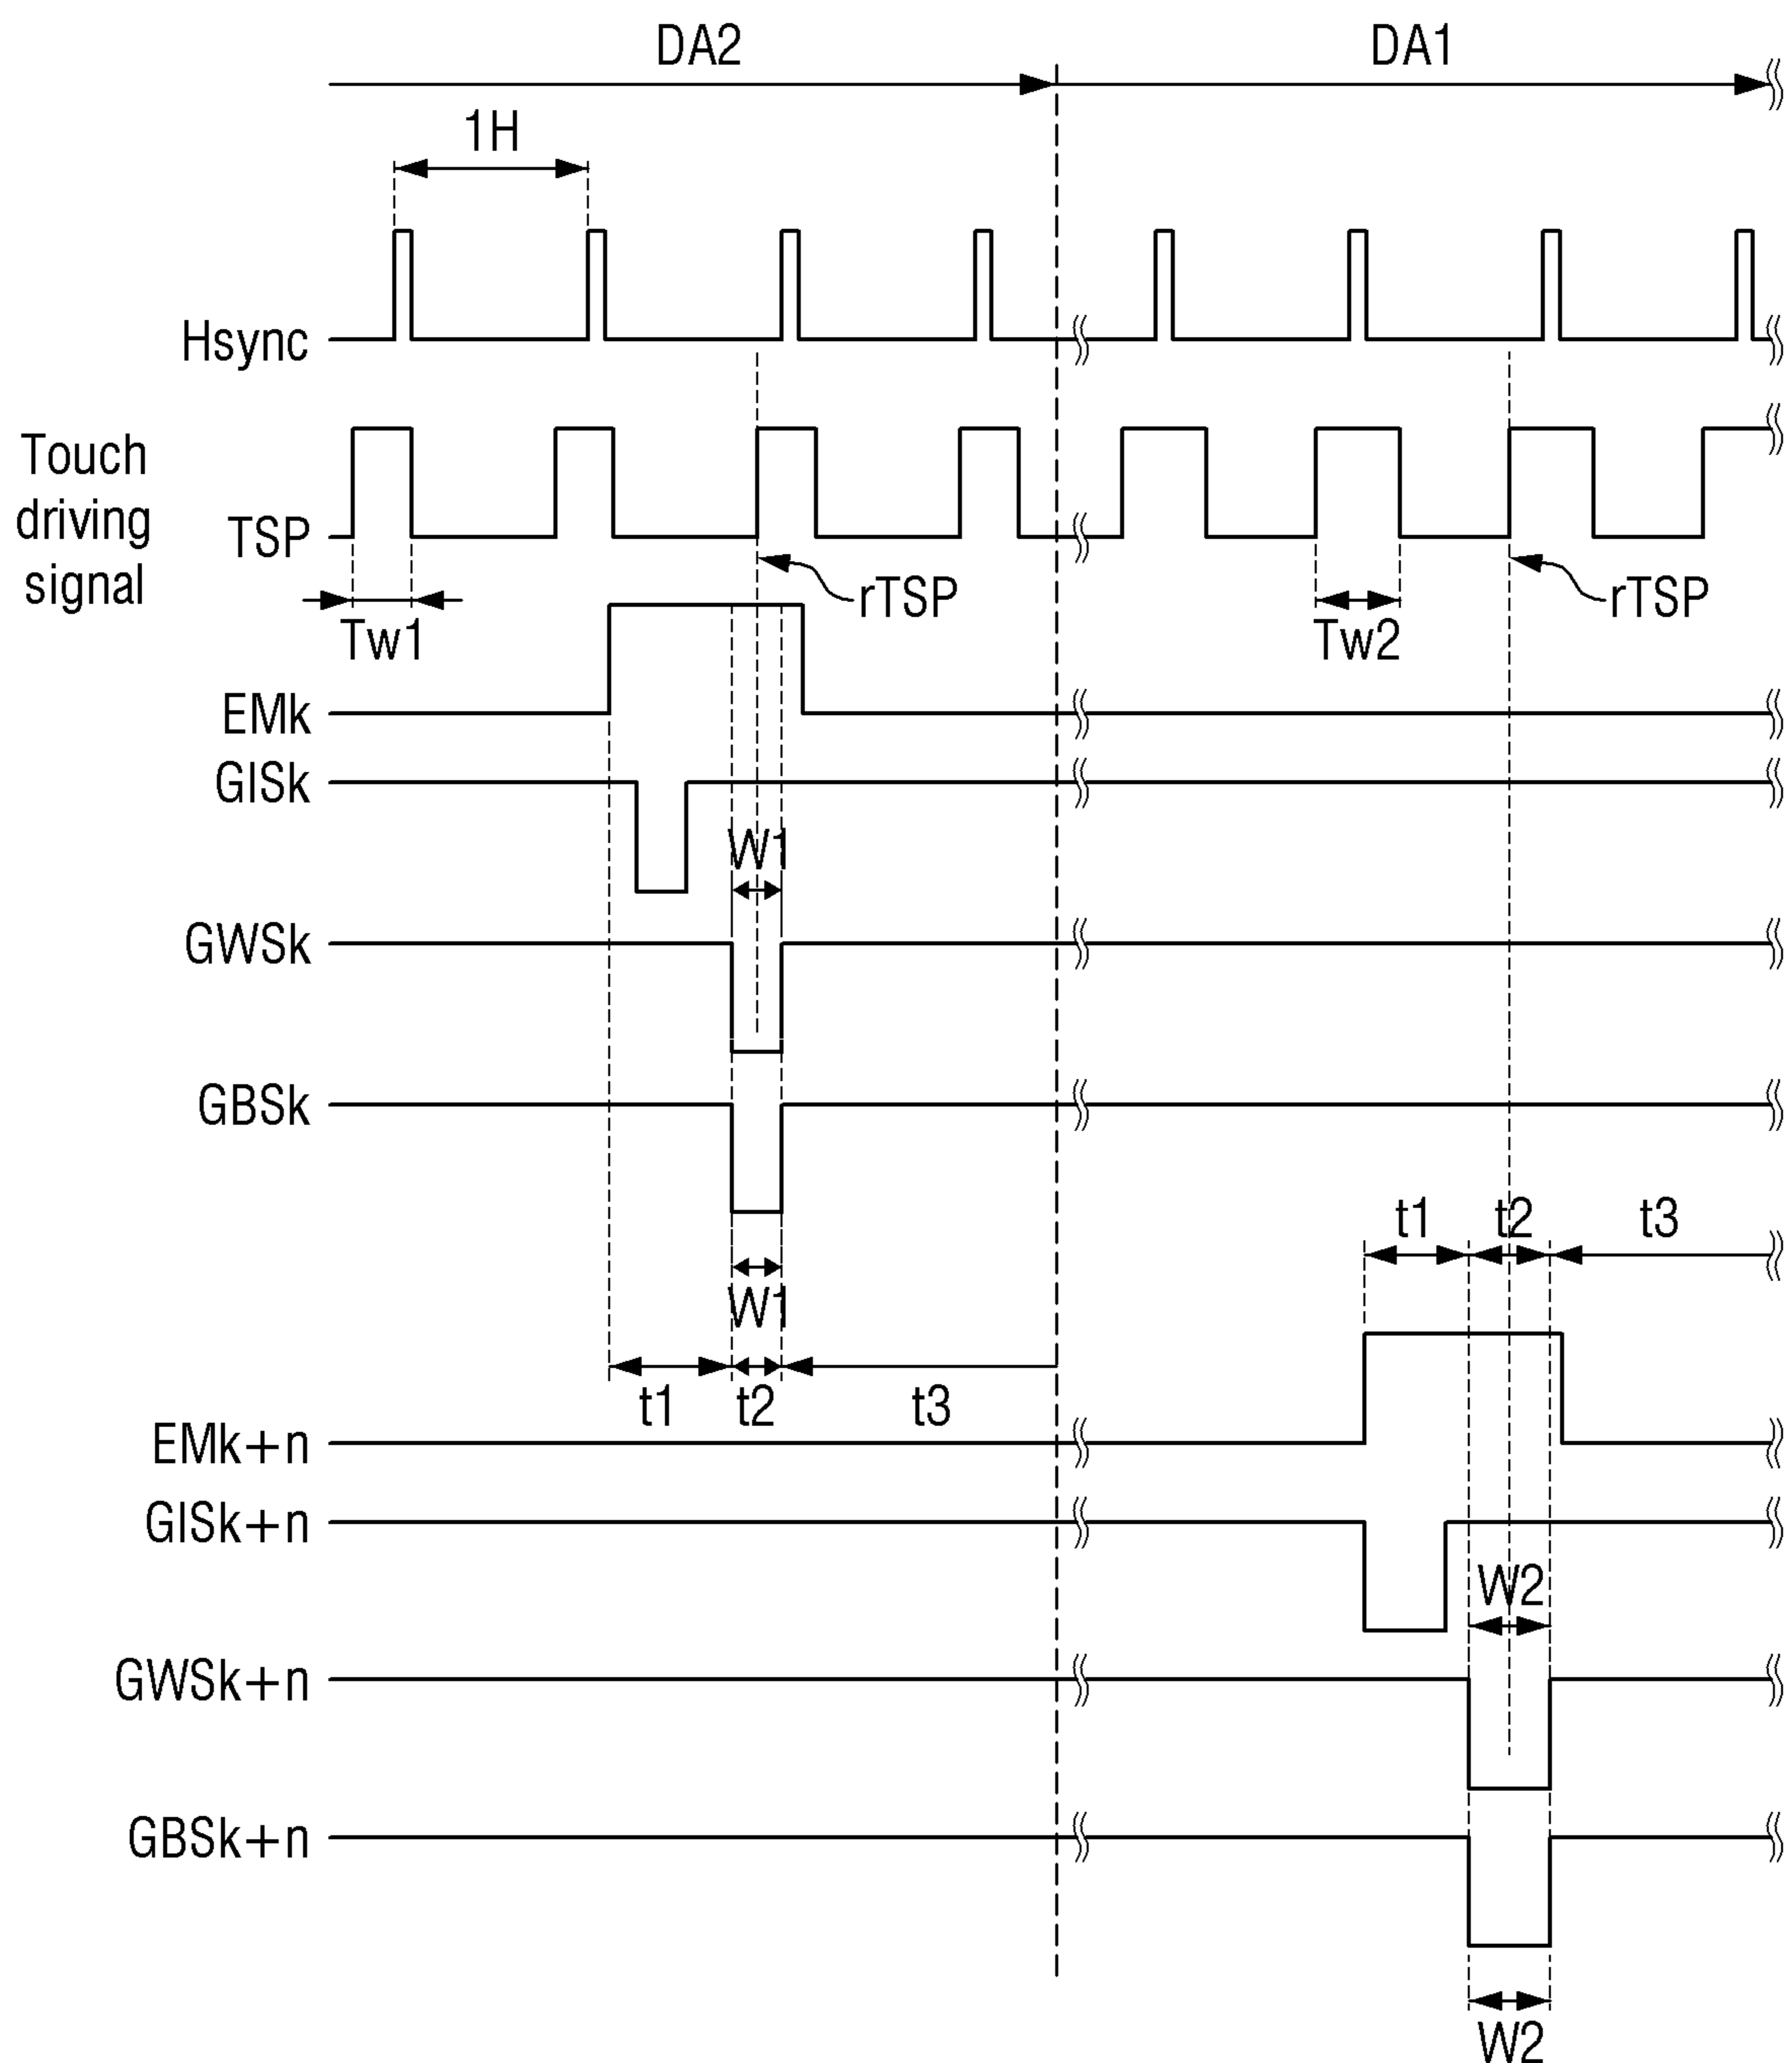 DA2
DA1
1H
Hsync
Touch
driving
signal
TSP
rTSP
rTSP
Tw1
Tw2
EMk
GISk
W1
GWSk
GBSk
t1
t2
t3
W1
t1
t2
t3
EMk+n
GISk+n
W2
GWSk+n
GBSk+n
W2